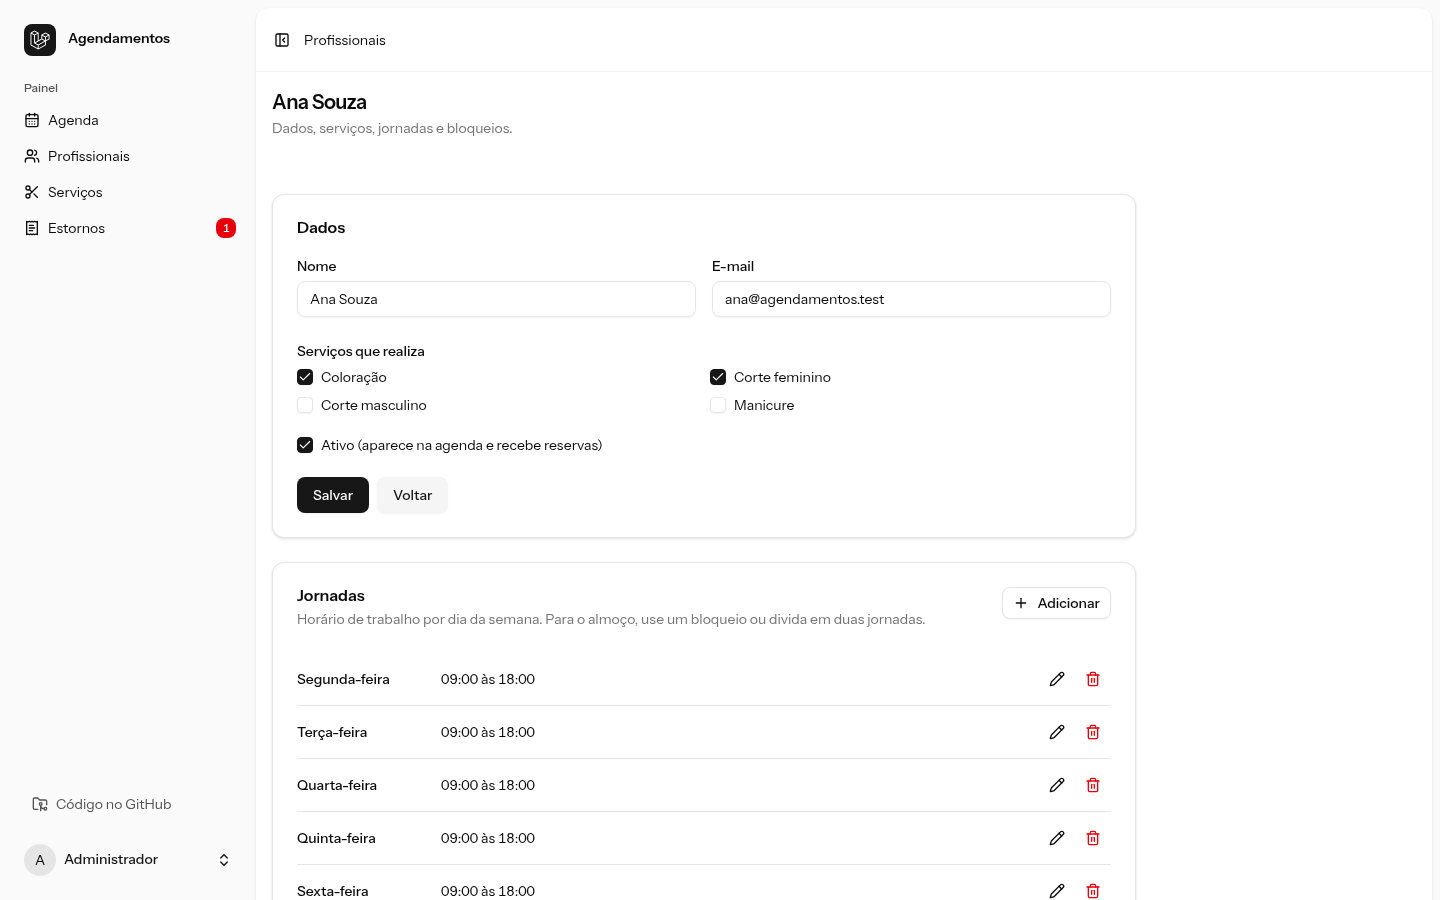 Agendamentos
Painel
Agenda
Profissionais
Serviços
Estornos 1
Código no GitHub
A Administrador
Profissionais
Ana Souza
Dados, serviços, jornadas e bloqueios.
Dados
Nome E-mail
Ana Souza ana@agendamentos.test
Serviços que realiza
Coloração Corte feminino
Corte masculino Manicure
Ativo (aparece na agenda e recebe reservas)
Salvar Voltar
Jornadas
Adicionar
Horário de trabalho por dia da semana. Para o almoço, use um bloqueio ou divida em duas jornadas.
Segunda-feira 09:00 às 18:00
Terça-feira 09:00 às 18:00
Quarta-feira 09:00 às 18:00
Quinta-feira 09:00 às 18:00
Sexta-feira 09:00 às 18:00